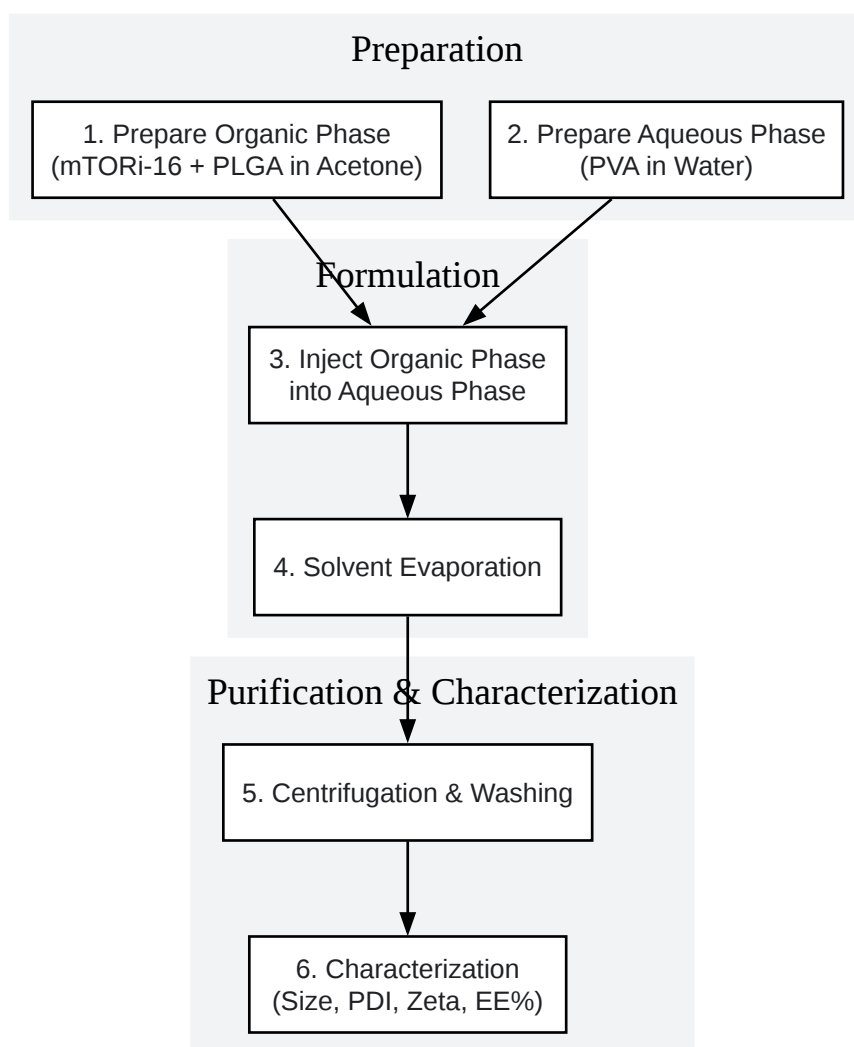 Preparation
1. Prepare Organic Phase
(mTORi-16 + PLGA in Acetone)
2. Prepare Aqueous Phase
(PVA in Water)
Formulation
3. Inject Organic Phase
into Aqueous Phase
4. Solvent Evaporation
Purification & Characterization
5. Centrifugation & Washing
6. Characterization
(Size, PDI, Zeta, EE%)